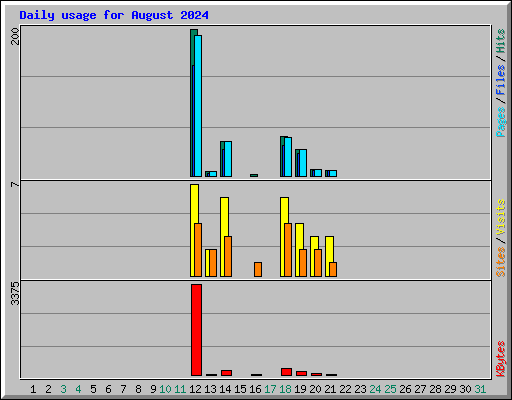 Daily usage for August 2024
200
7
3375
Pages / Files / Hits
Sites / Visits
KBytes
1 2 3 4 5 6 7 8 9 10 11 12 13 14 15 16 17 18 19 20 21 22 23 24 25 26 27 28 29 30 31